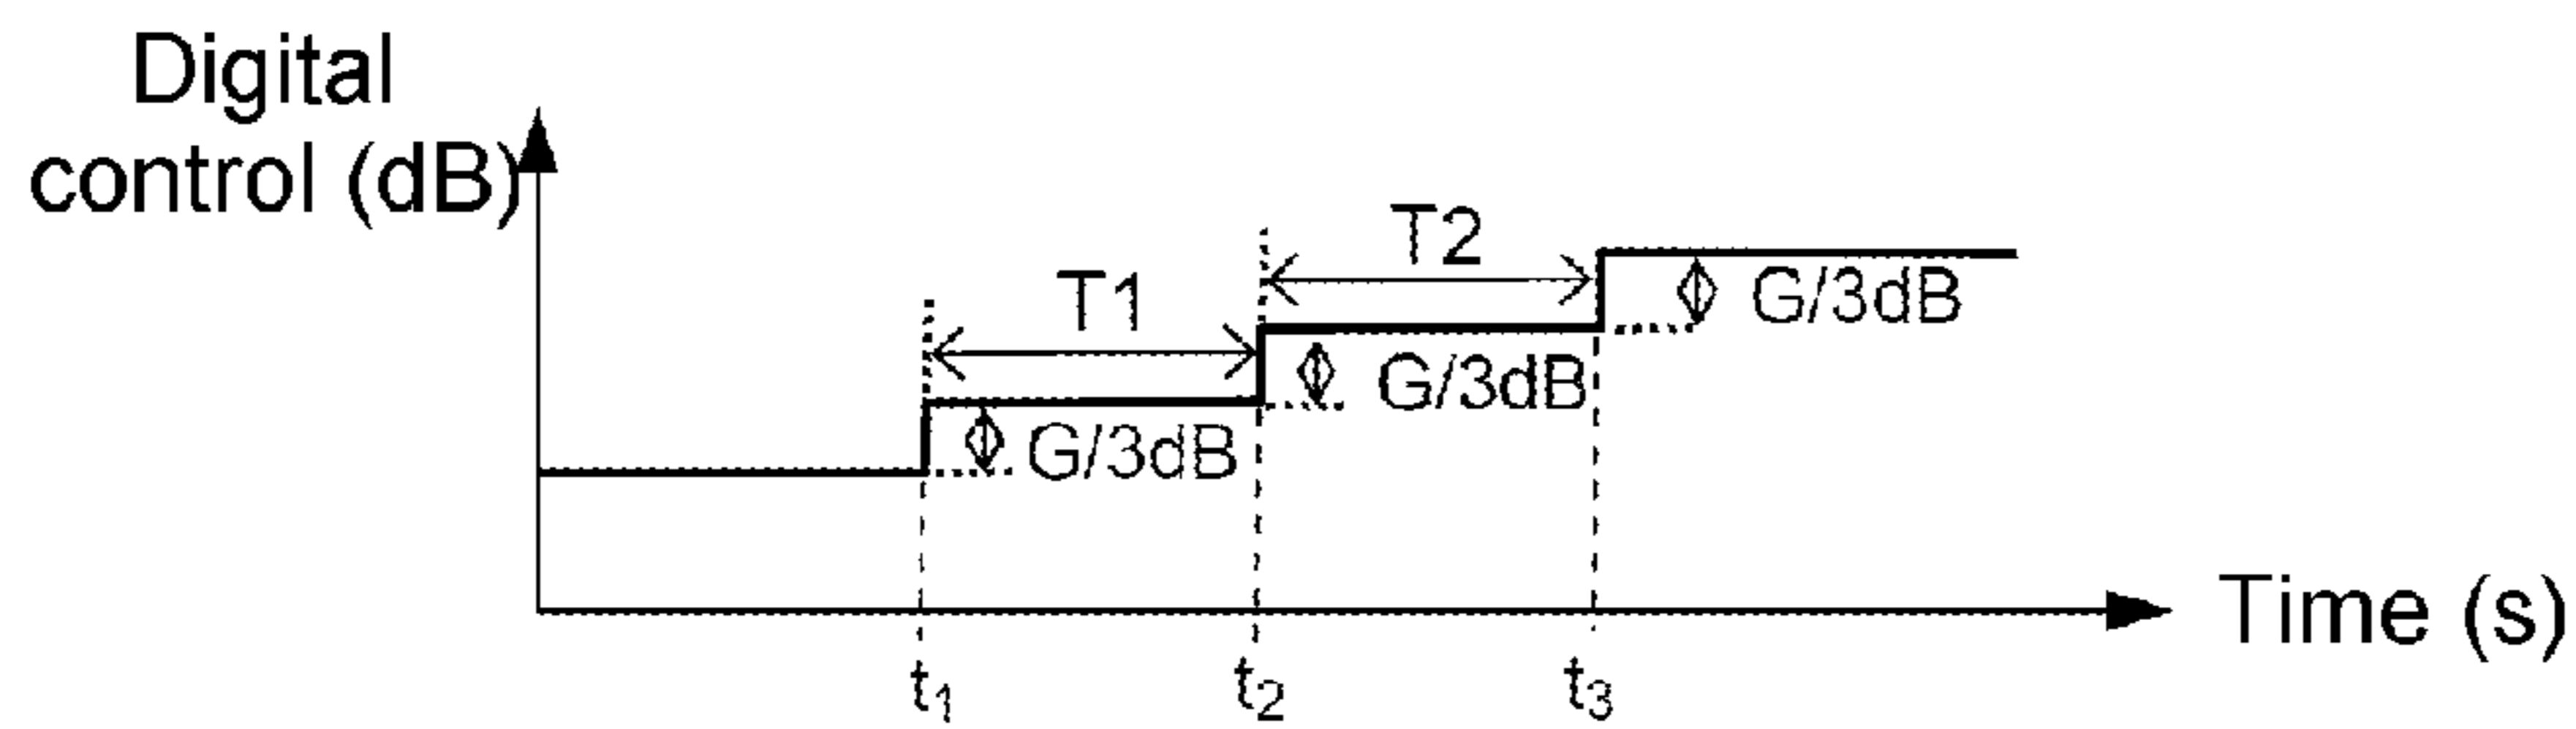 Digital
control (dB)
T2
T1
G/3dB
G/3dB
G/3dB
Time (s)
t1
t2
t3